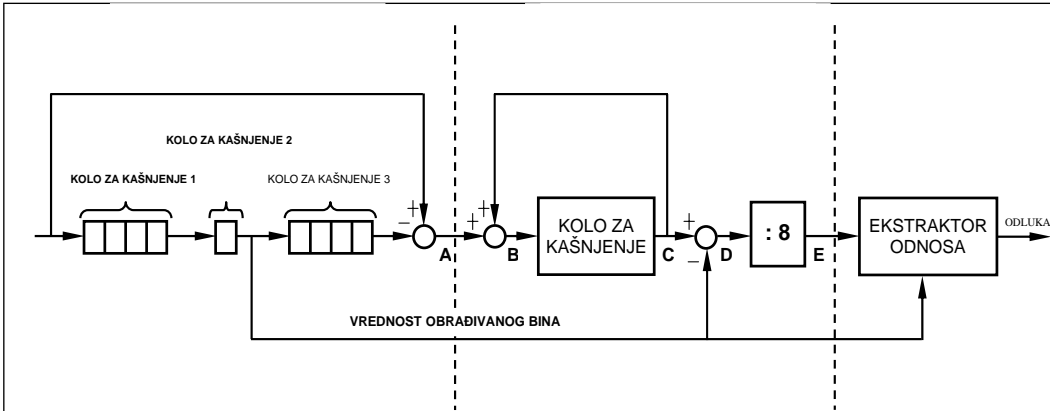 KOLO ZA KAŠNJENJE 2
KOLO ZA KAŠNJENJE 1
KOLO ZA KAŠNJENJE 3
+
−
+
+
+
−
KOLO ZA
KAŠNJENJE
: 8
EKSTRAKTOR
ODNOSA
ODLUKA
A
B
C
D
E
VREDNOST OBRAĐIVANOG BINA